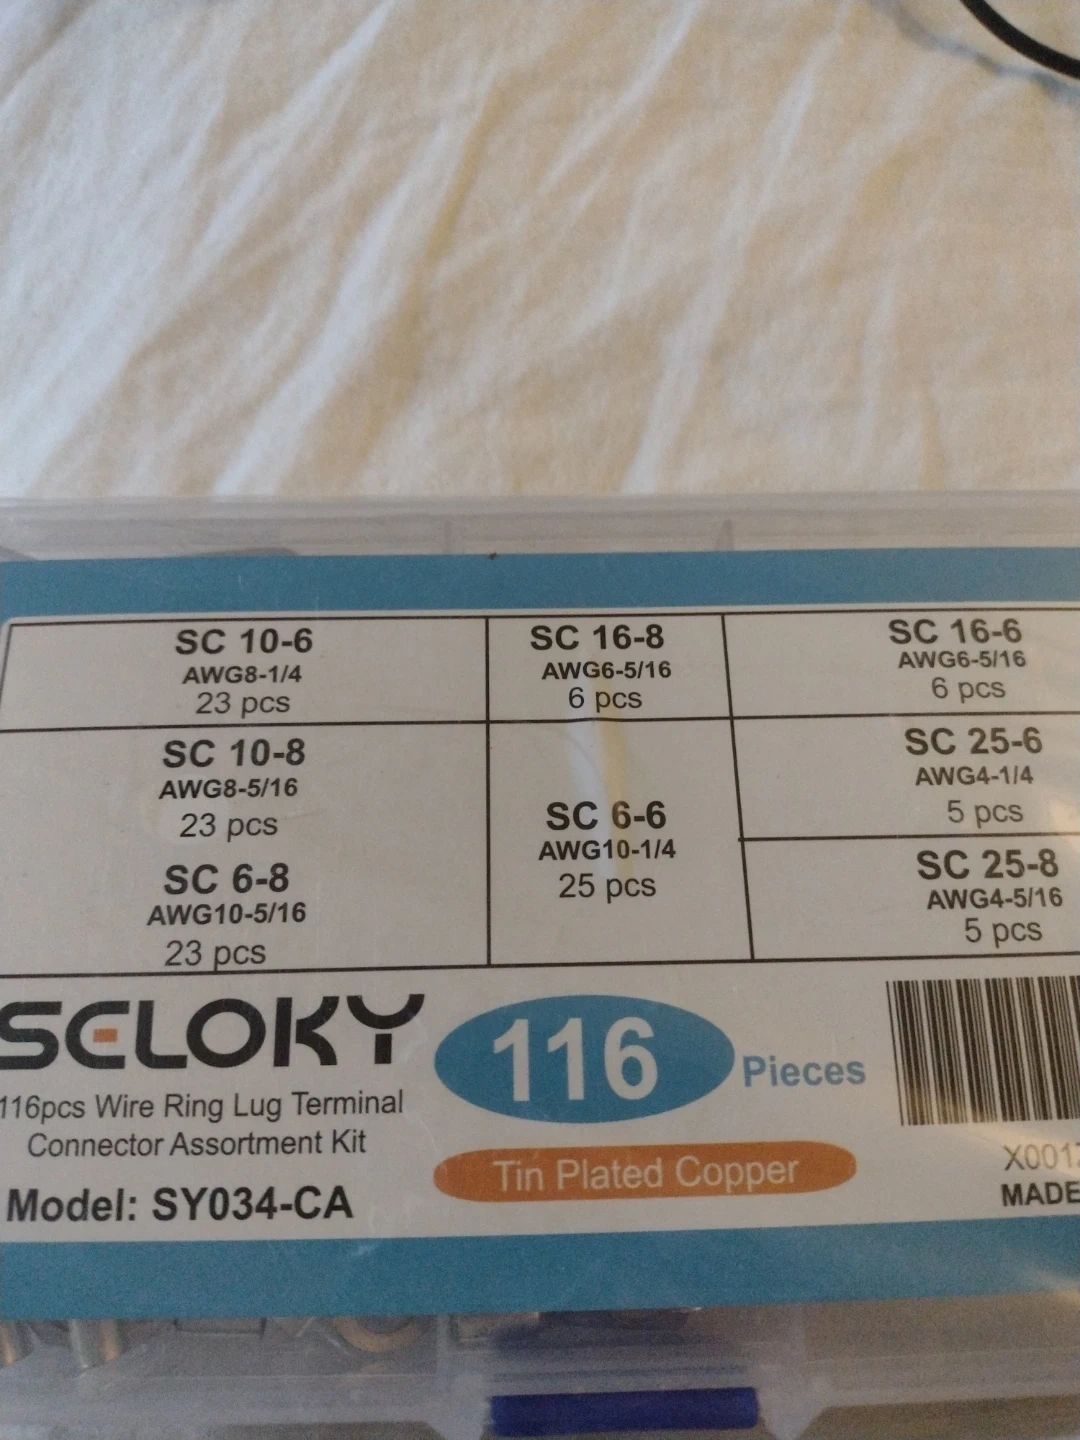 SC 10-6
AWG8-1/4
23 pcs
SC 16-8
AWG6-5/16
6 pcs
SC 16-6
AWG6-5/16
6 pcs
SC 10-8
AWG8-5/16
23 pcs
SC 6-8
AWG10-5/16
23 pcs
SC 6-6
AWG10-1/4
25 pcs
SC 25-6
AWG4-1/4
5 pcs
SC 25-8
AWG4-5/16
5 pcs
SELOKY
116pcs Wire Ring Lug Terminal
Connector Assortment Kit
Model: SY034-CA
116 Pieces
Tin Plated Copper
X001
MADE